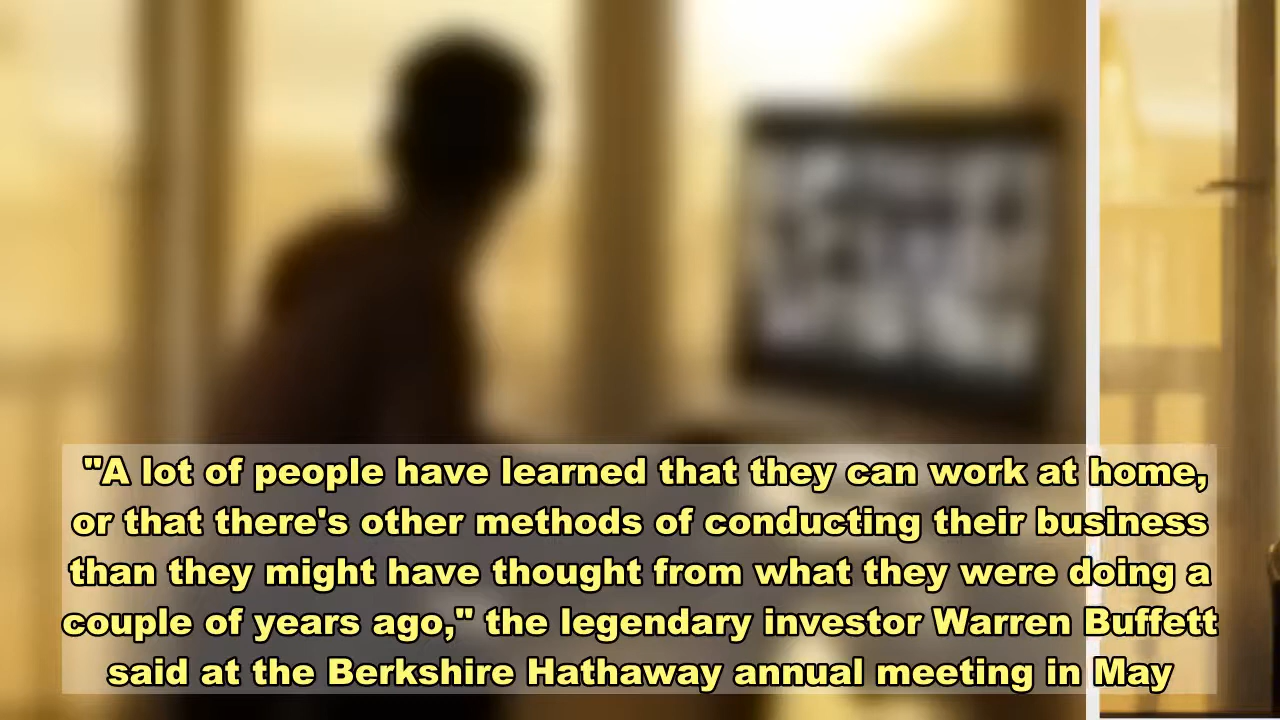 "A lot of people have learned that they can work at home,
or that there's other methods of conducting their business
than they might have thought from what they were doing a
couple of years ago," the legendary investor Warren Buffett
said at the Berkshire Hathaway annual meeting in May